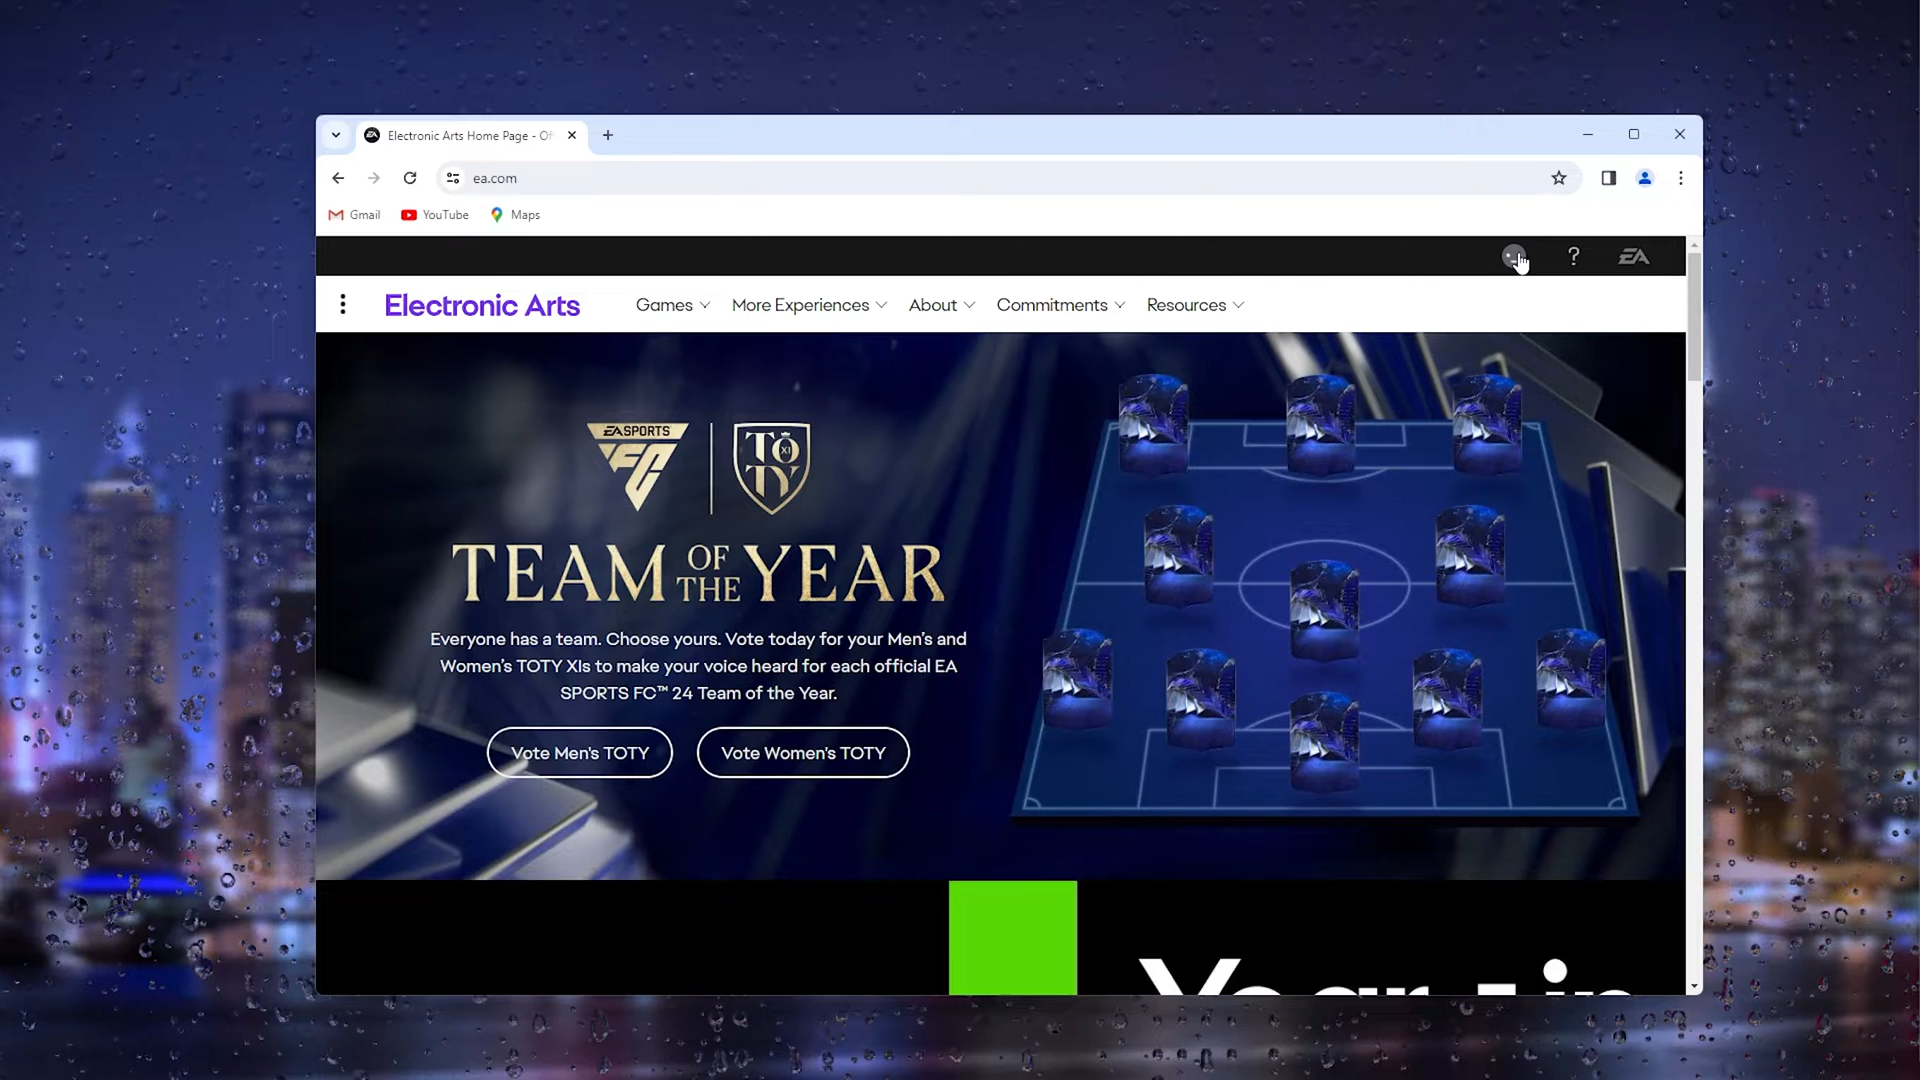 Electronic Arts Home Page - Of
ea.com
Gmail YouTube Maps
? EA
Electronic Arts Games More Experiences About Commitments Resources
EA SPORTS
FC
TOTY XI
TEAM OF THE YEAR
Everyone has a team. Choose yours. Vote today for your Men's and
Women's TOTY XIs to make your voice heard for each official EA
SPORTS FC™ 24 Team of the Year.
Vote Men's TOTY Vote Women's TOTY